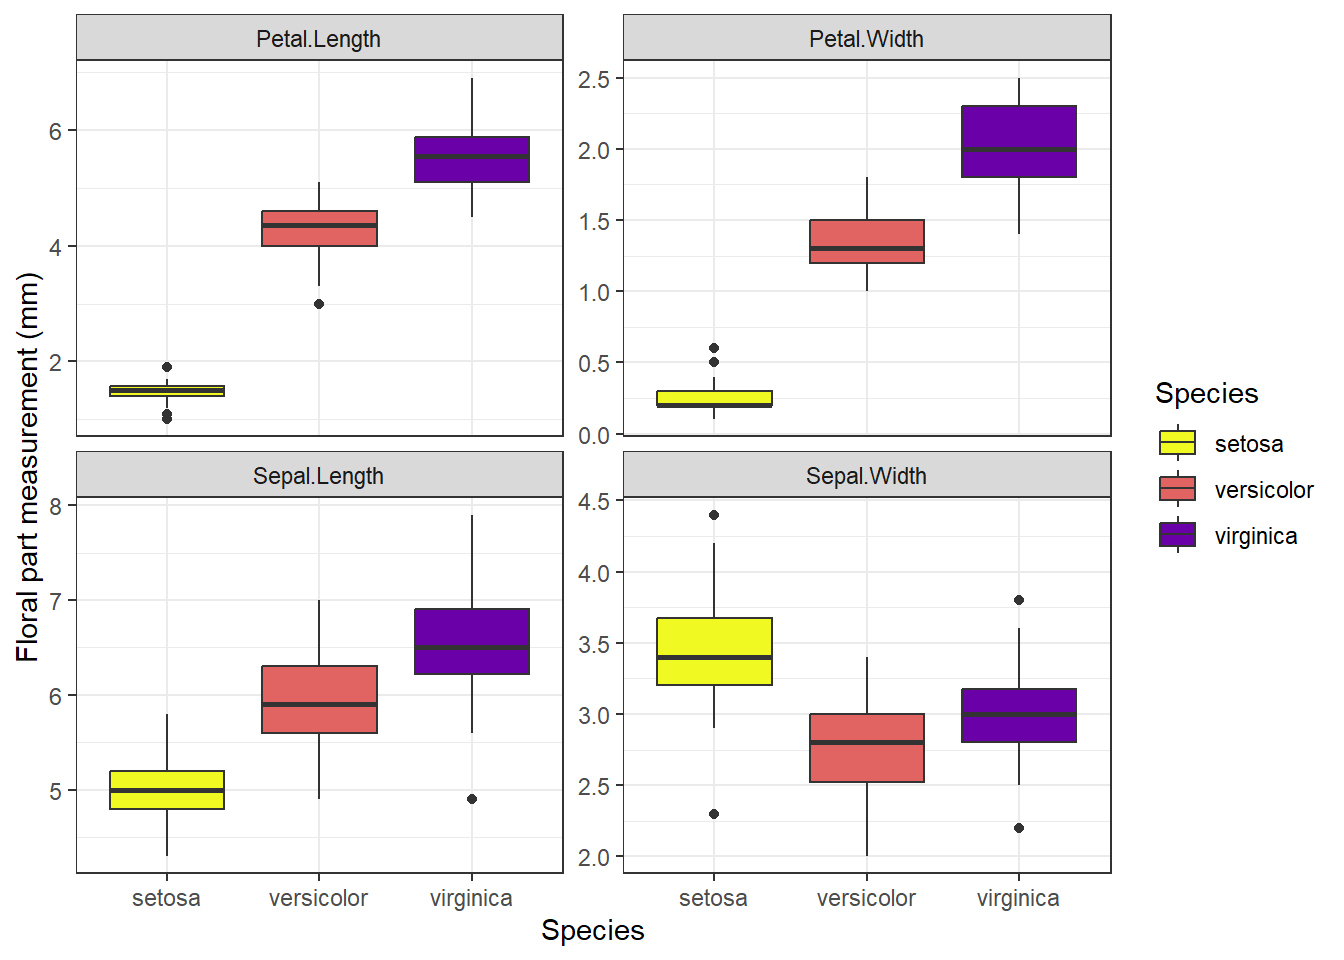 Petal.Length
Petal.Width
6
4
2
2.5
2.0
1.5
1.0
0.5
0.0
Sepal.Length
Sepal.Width
8
7
6
5
4.5
4.0
3.5
3.0
2.5
2.0
setosa
versicolor
virginica
setosa
versicolor
virginica
Species
Floral part measurement (mm)
Species
setosa
versicolor
virginica